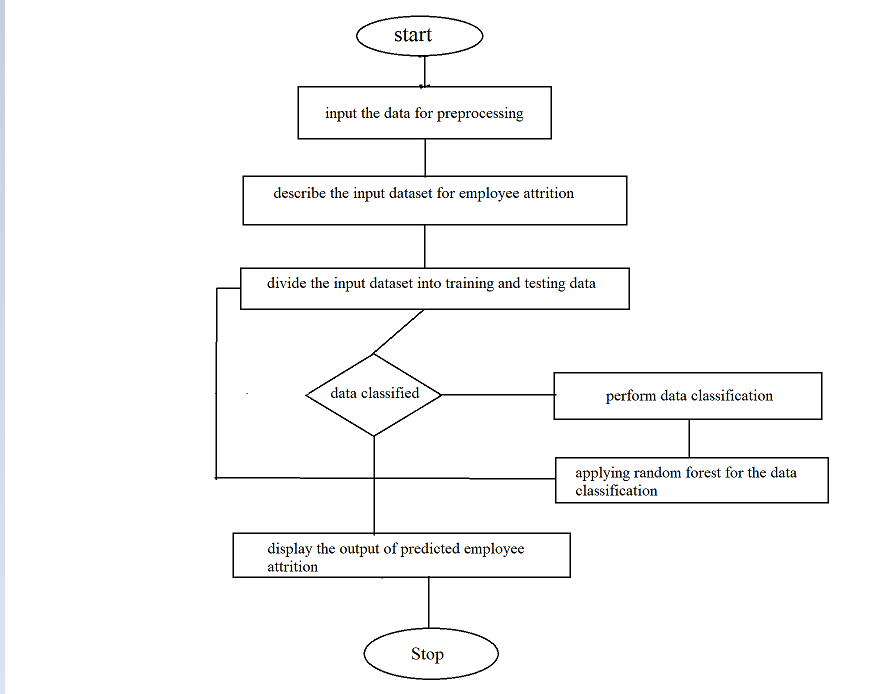 start
input the data for preprocessing
describe the input dataset for employee attrition
divide the input dataset into training and testing data
data classified
perform data classification
applying random forest for the data
classification
display the output of predicted employee
attrition
Stop